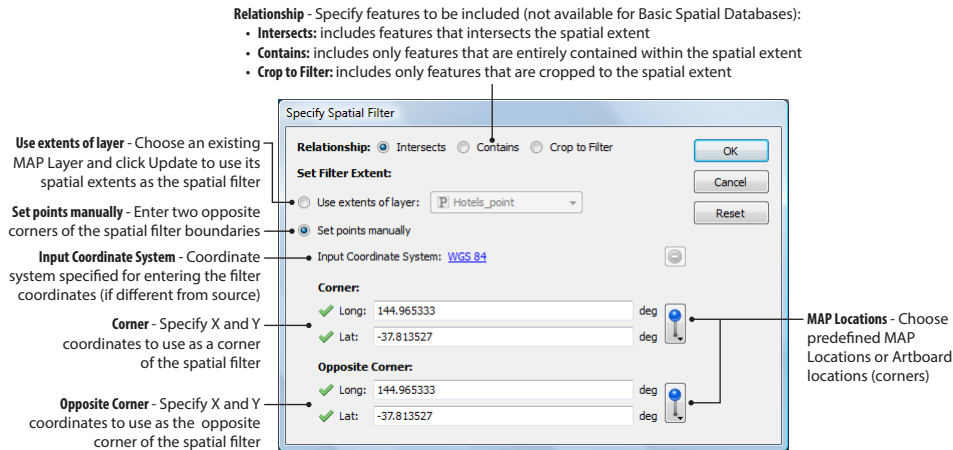 Relationship - Specify features to be included (not available for Basic Spatial Databases):
• Intersects: includes features that intersects the spatial extent
• Contains: includes only features that are entirely contained within the spatial extent
• Crop to Filter: includes only features that are cropped to the spatial extent
Specify Spatial Filter
Relationship: Intersects Contains Crop to Filter
OK
Set Filter Extent:
Cancel
Use extents of layer: P Hotels_point
Reset
Set points manually
Input Coordinate System: WGS 84
Corner:
Long: 144.965333 deg
Lat: -37.813527 deg
Opposite Corner:
Long: 144.965333 deg
Lat: -37.813527 deg
Use extents of layer - Choose an existing
MAP Layer and click Update to use its
spatial extents as the spatial filter
Set points manually - Enter two opposite
corners of the spatial filter boundaries
Input Coordinate System - Coordinate
system specified for entering the filter
coordinates (if different from source)
Corner - Specify X and Y
coordinates to use as a corner
of the spatial filter
Opposite Corner - Specify X and Y
coordinates to use as the opposite
corner of the spatial filter
MAP Locations - Choose
predefined MAP
Locations or Artboard
locations (corners)